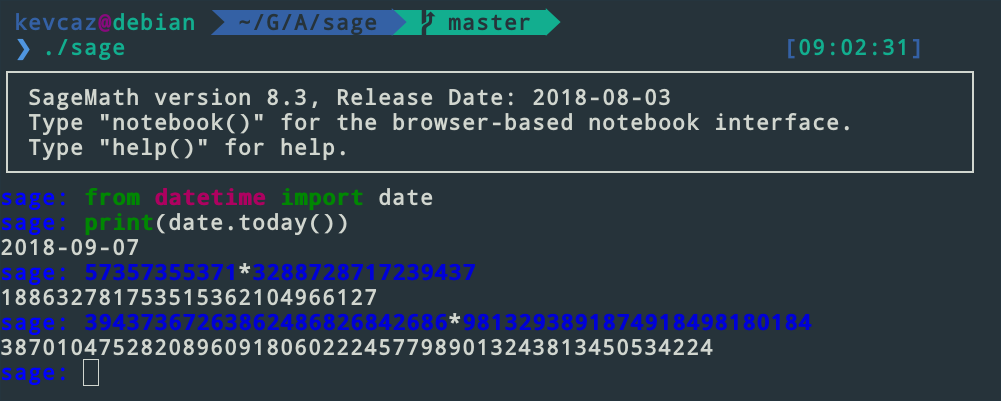 kevcaz@debian ~/G/A/sage master
❯ ./sage [09:02:31]
SageMath version 8.3, Release Date: 2018-08-03
Type "notebook()" for the browser-based notebook interface.
Type "help()" for help.
sage: from datetime import date
sage: print(date.today())
2018-09-07
sage: 57357355371*3288728717239437
188632781753515362104966127
sage: 39437367263862486826842686*9813293891874918498180184
387010475282089609180602224577989013243813450534224
sage: